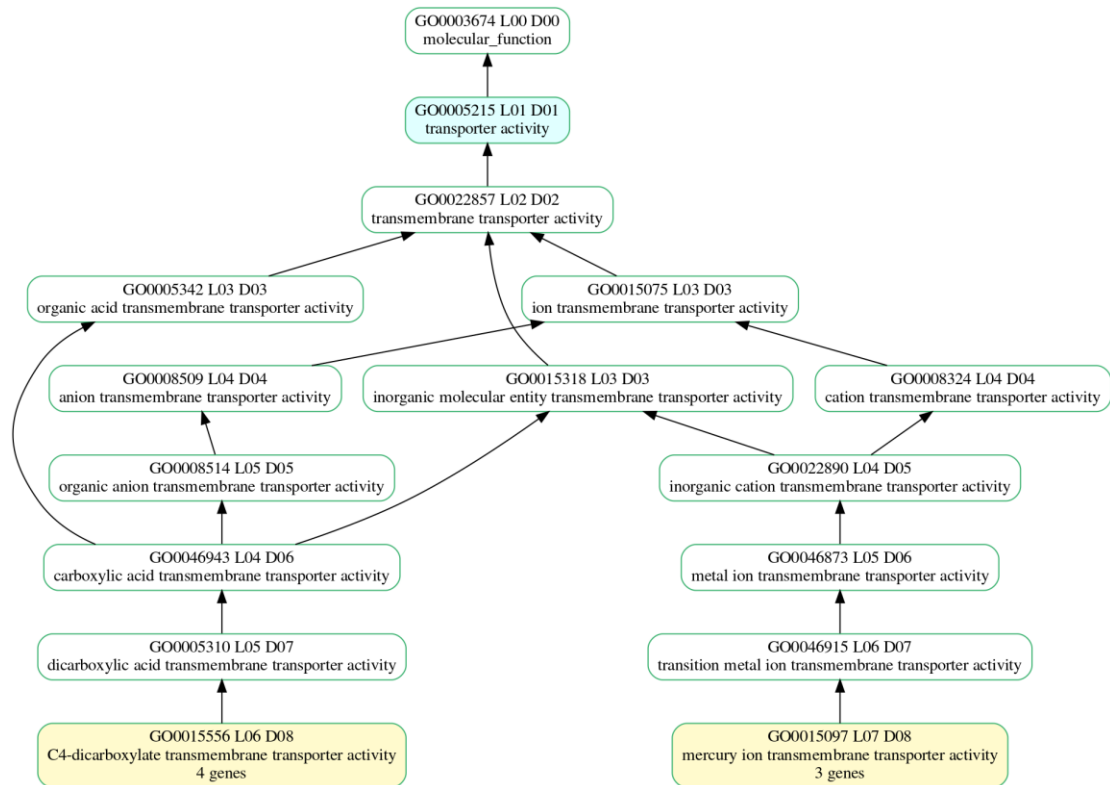 GO0003674 L00 D00
molecular_function
GO0005215 L01 D01
transporter activity
GO0022857 L02 D02
transmembrane transporter activity
GO0005342 L03 D03
organic acid transmembrane transporter activity
GO0015075 L03 D03
ion transmembrane transporter activity
GO0008509 L04 D04
anion transmembrane transporter activity
GO0015318 L03 D03
inorganic molecular entity transmembrane transporter activity
GO0008324 L04 D04
cation transmembrane transporter activity
GO0008514 L05 D05
organic anion transmembrane transporter activity
GO0022890 L04 D05
inorganic cation transmembrane transporter activity
GO0046943 L04 D06
carboxylic acid transmembrane transporter activity
GO0046873 L05 D06
metal ion transmembrane transporter activity
GO0005310 L05 D07
dicarboxylic acid transmembrane transporter activity
GO0046915 L06 D07
transition metal ion transmembrane transporter activity
GO0015556 L06 D08
C4-dicarboxylate transmembrane transporter activity
4 genes
GO0015097 L07 D08
mercury ion transmembrane transporter activity
3 genes